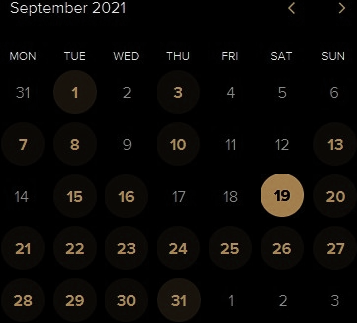 September 2021
MON TUE WED THU FRI SAT SUN
31 1 2 3 4 5 6
7 8 9 10 11 12 13
14 15 16 17 18 19 20
21 22 23 24 25 26 27
28 29 30 31 1 2 3